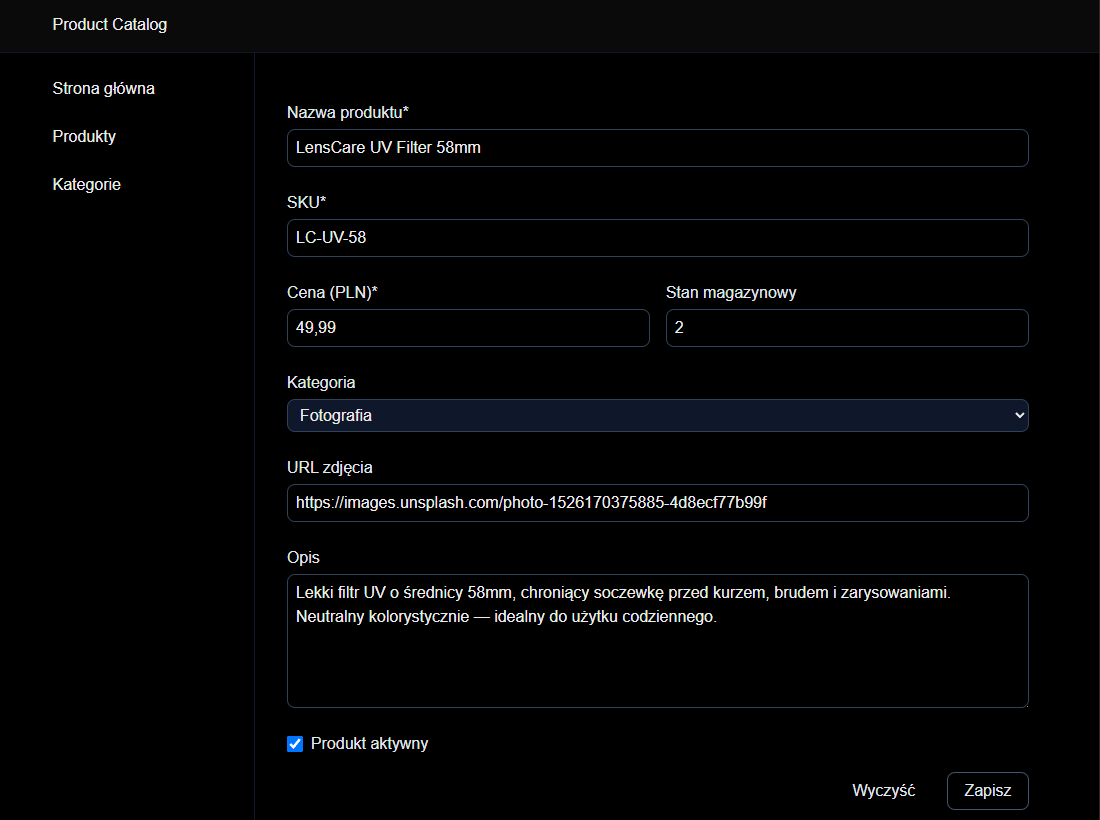 Product Catalog
Strona główna
Produkty
Kategorie
Nazwa produktu*
LensCare UV Filter 58mm
SKU*
LC-UV-58
Cena (PLN)*
Stan magazynowy
49,99
2
Kategoria
Fotografia
URL zdjęcia
https://images.unsplash.com/photo-1526170375885-4d8ecf77b99f
Opis
Lekki filtr UV o średnicy 58mm, chroniący soczewkę przed kurzem, brudem i zarysowaniami.
Neutralny kolorystycznie — idealny do użytku codziennego.
Produkt aktywny
Wyczyść
Zapisz